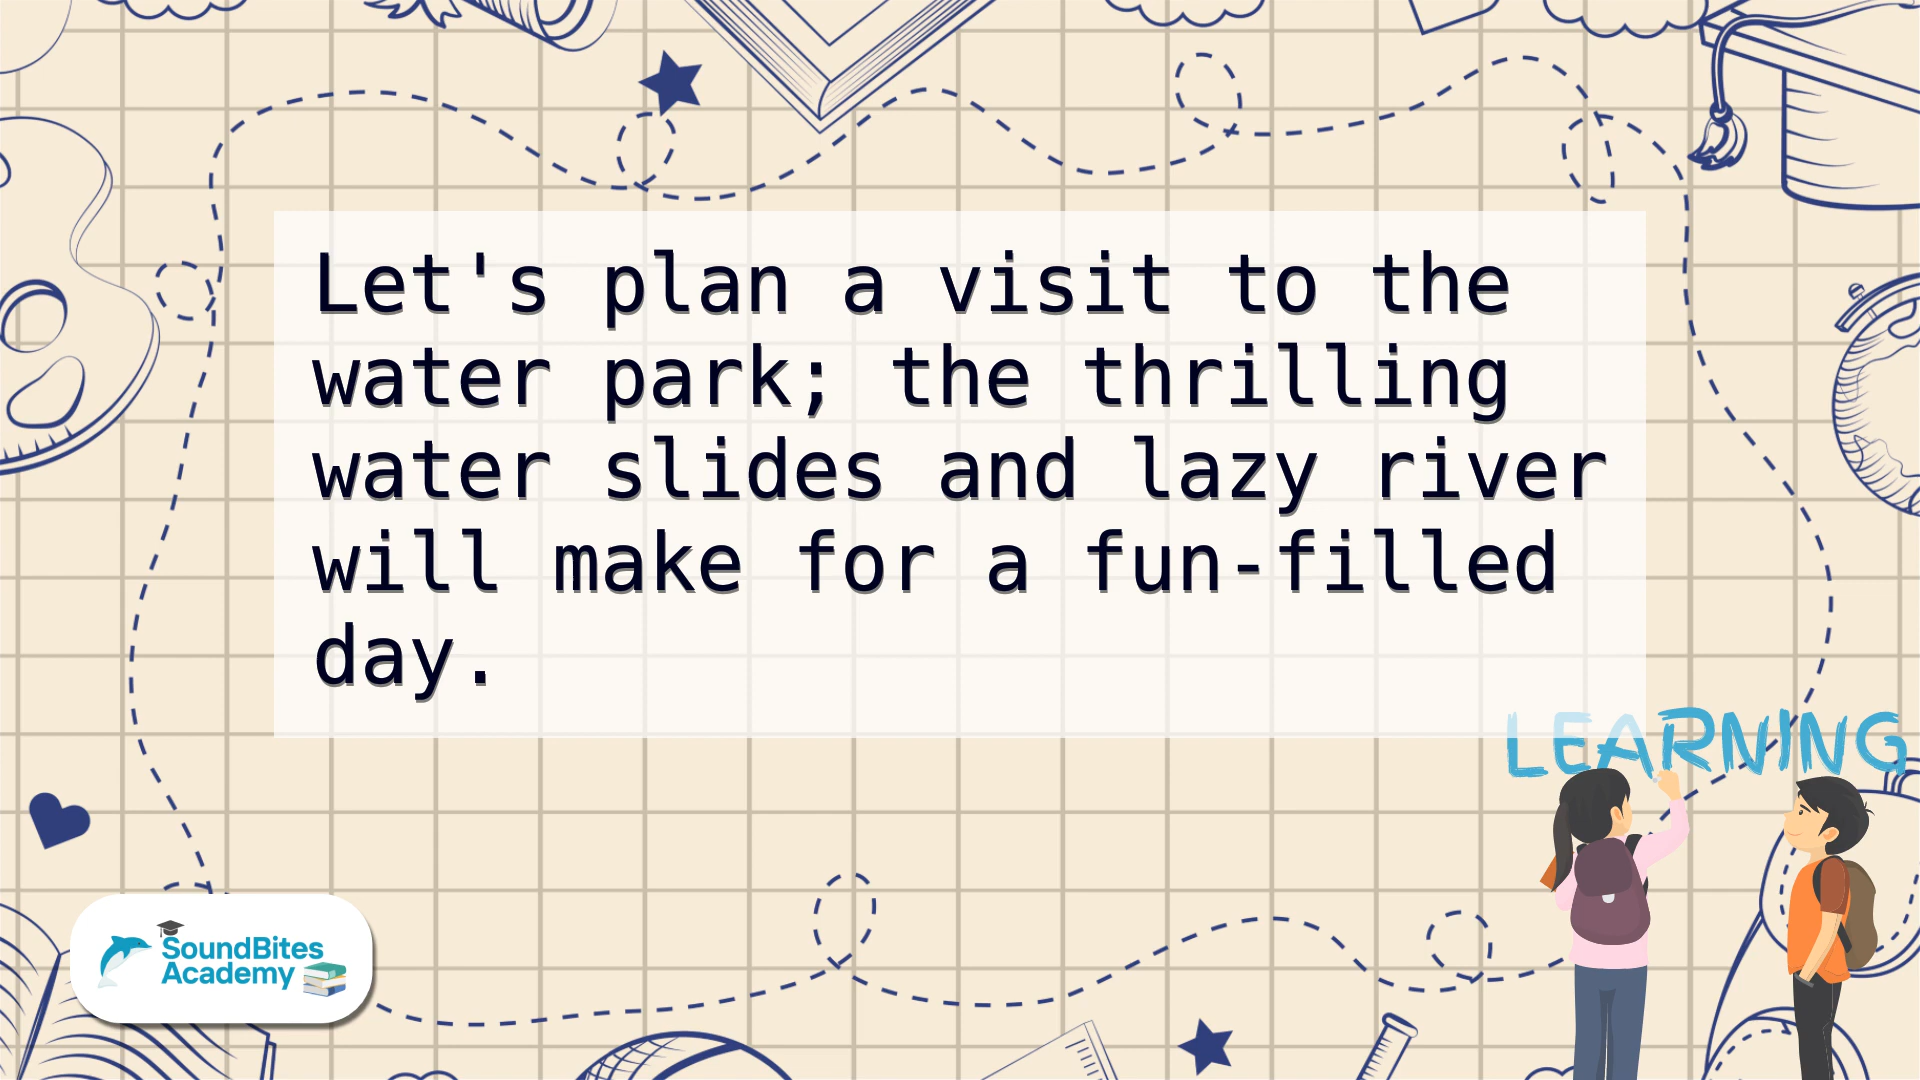 Let's plan a visit to the
water park; the thrilling
water slides and lazy river
will make for a fun-filled
day.
LEARNING
SoundBites
Academy